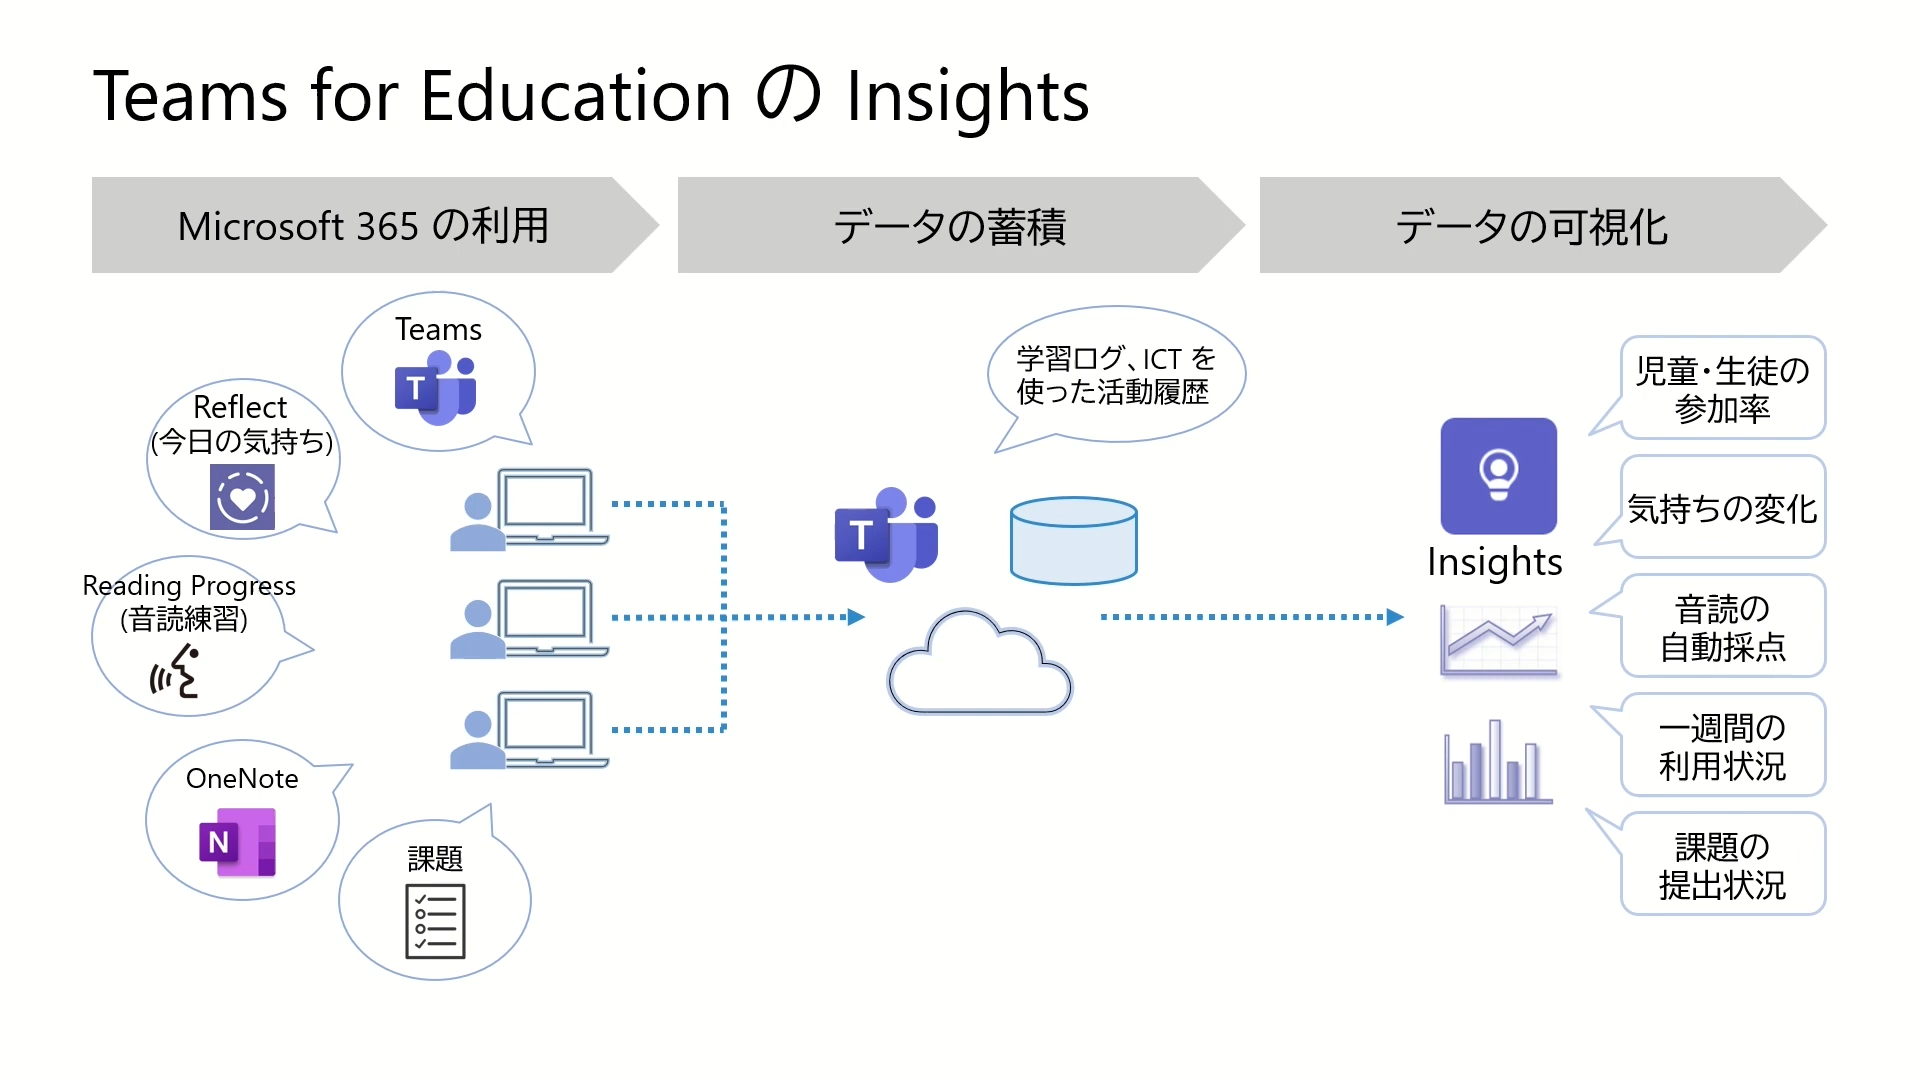 Teams for Education の Insights
Microsoft 365 の利用
データの蓄積
データの可視化
Teams
T
Reflect
(今日の気持ち)
Reading Progress
(音読練習)
OneNote
N
課題
学習ログ、ICT を
使った活動履歴
T
Insights
児童・生徒の
参加率
気持ちの変化
音読の
自動採点
一週間の
利用状況
課題の
提出状況